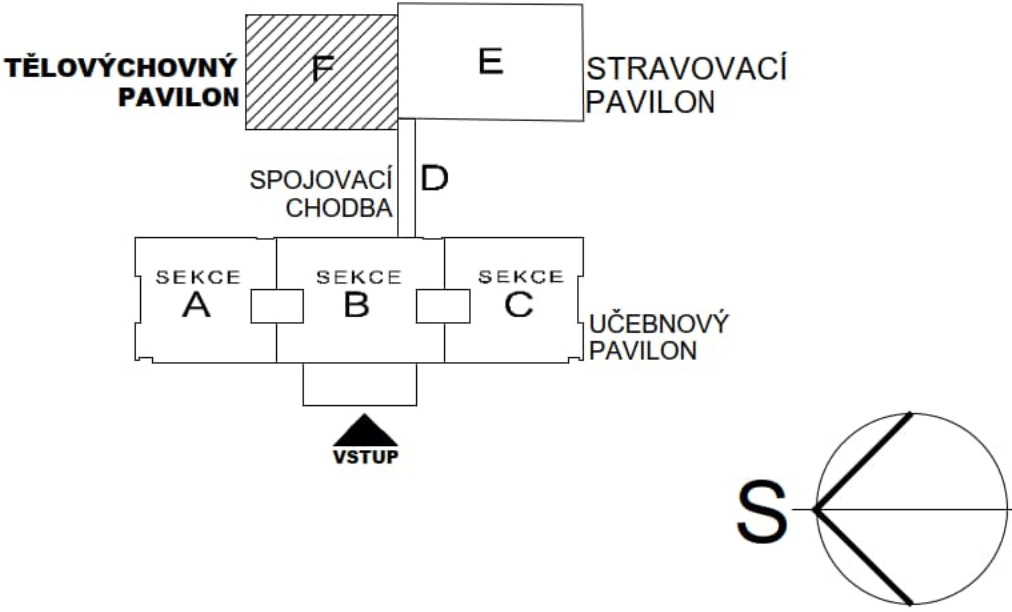 TĚLOVÝCHOVNÝ
PAVILON
F
E
STRAVOVACÍ
PAVILON
SPOJOVACÍ
CHODBA
D
SEKCE
A
SEKCE
B
SEKCE
C
UČEBNOVÝ
PAVILON
VSTUP
S